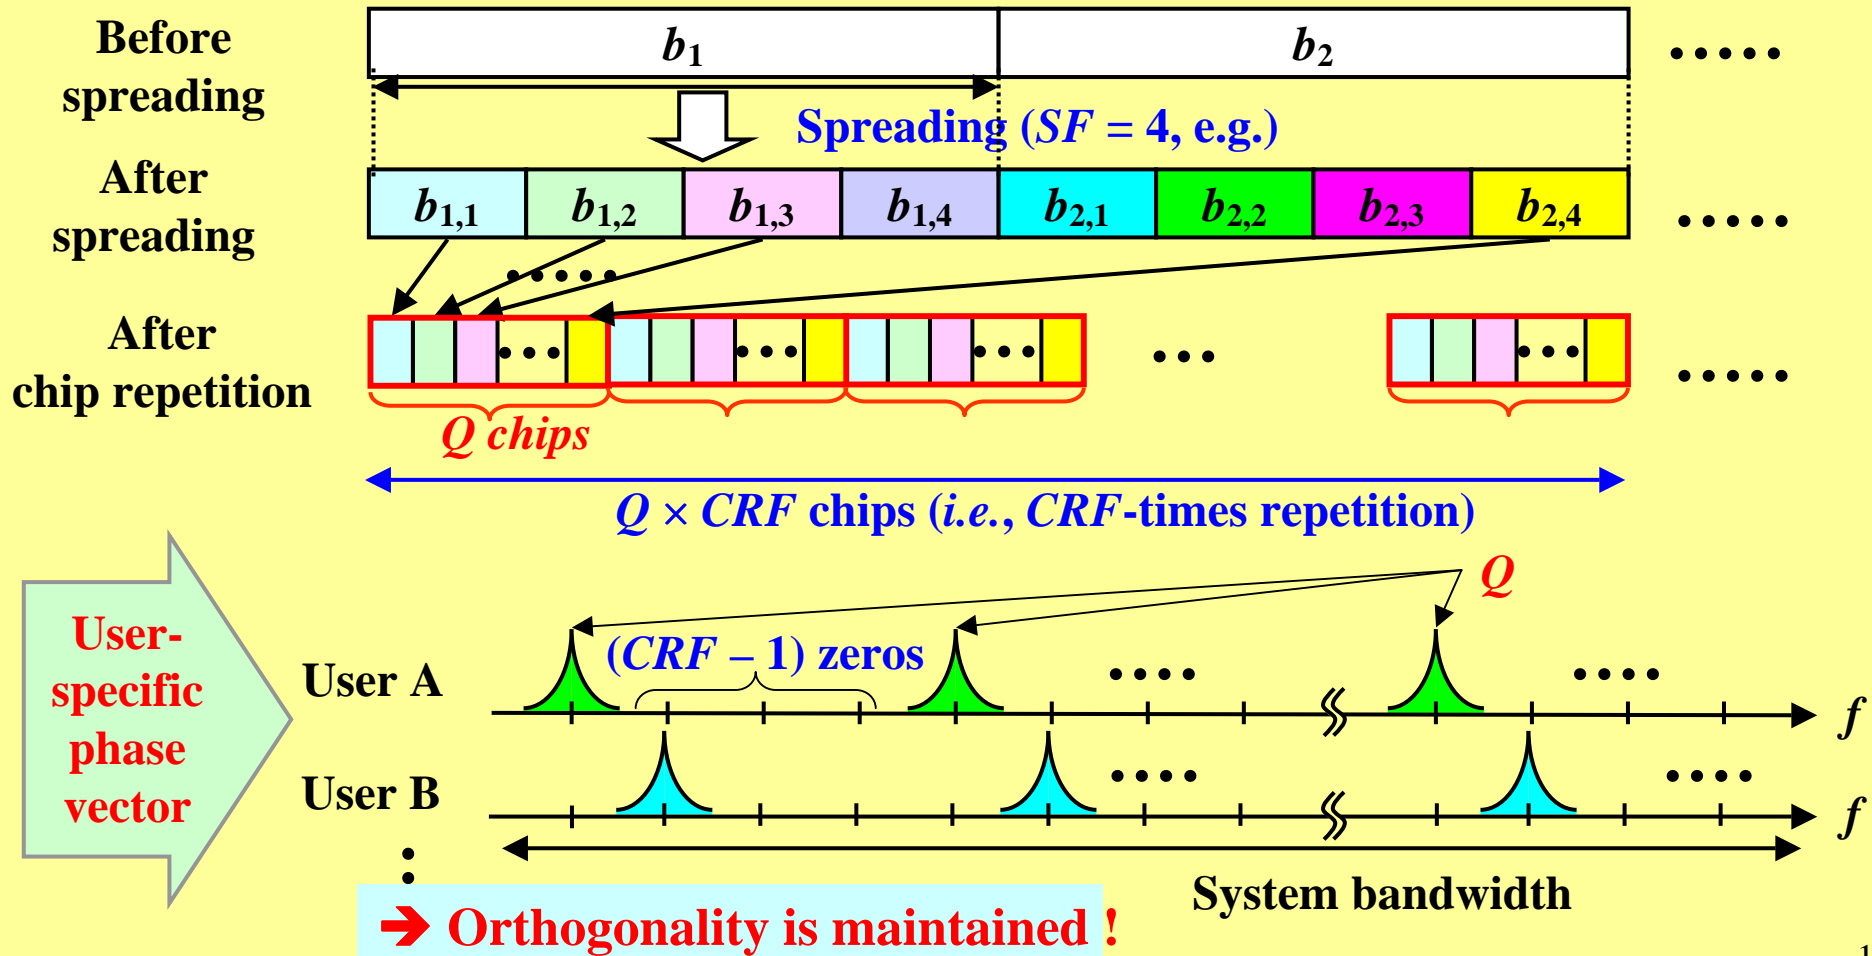 Before
spreading
b1
b2
•••••
Spreading (SF = 4, e.g.)
After
spreading
b1,1
b1,2
b1,3
b1,4
b2,1
b2,2
b2,3
b2,4
•••••
•••••
After
chip repetition
•••
•••
•••
•••
•••
•••••
Q chips
Q × CRF chips (i.e., CRF-times repetition)
User-
specific
phase
vector
Q
(CRF – 1) zeros
User A
••••
••••
f
User B
••••
••••
f
System bandwidth
➔ Orthogonality is maintained !
1